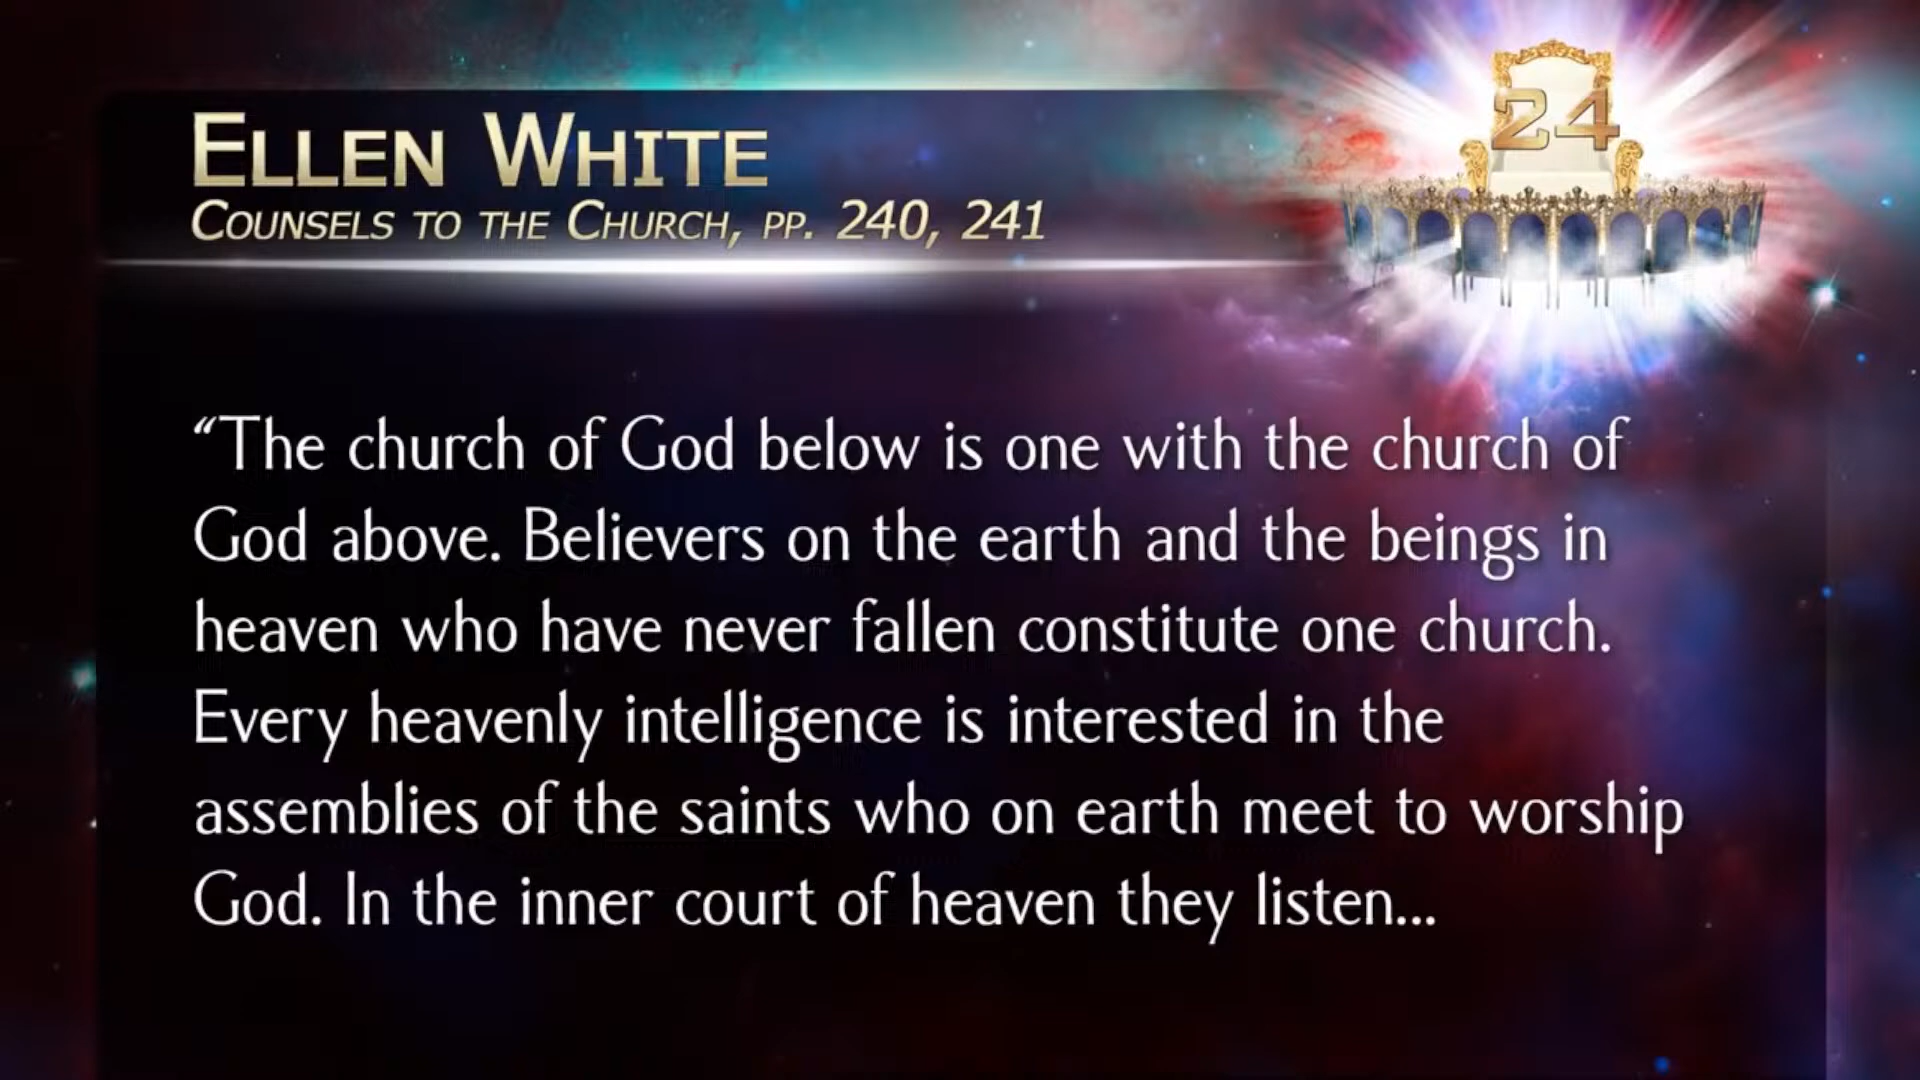 ELLEN WHITE
COUNSELS TO THE CHURCH, PP. 240, 241
24
“The church of God below is one with the church of
God above. Believers on the earth and the beings in
heaven who have never fallen constitute one church.
Every heavenly intelligence is interested in the
assemblies of the saints who on earth meet to worship
God. In the inner court of heaven they listen...